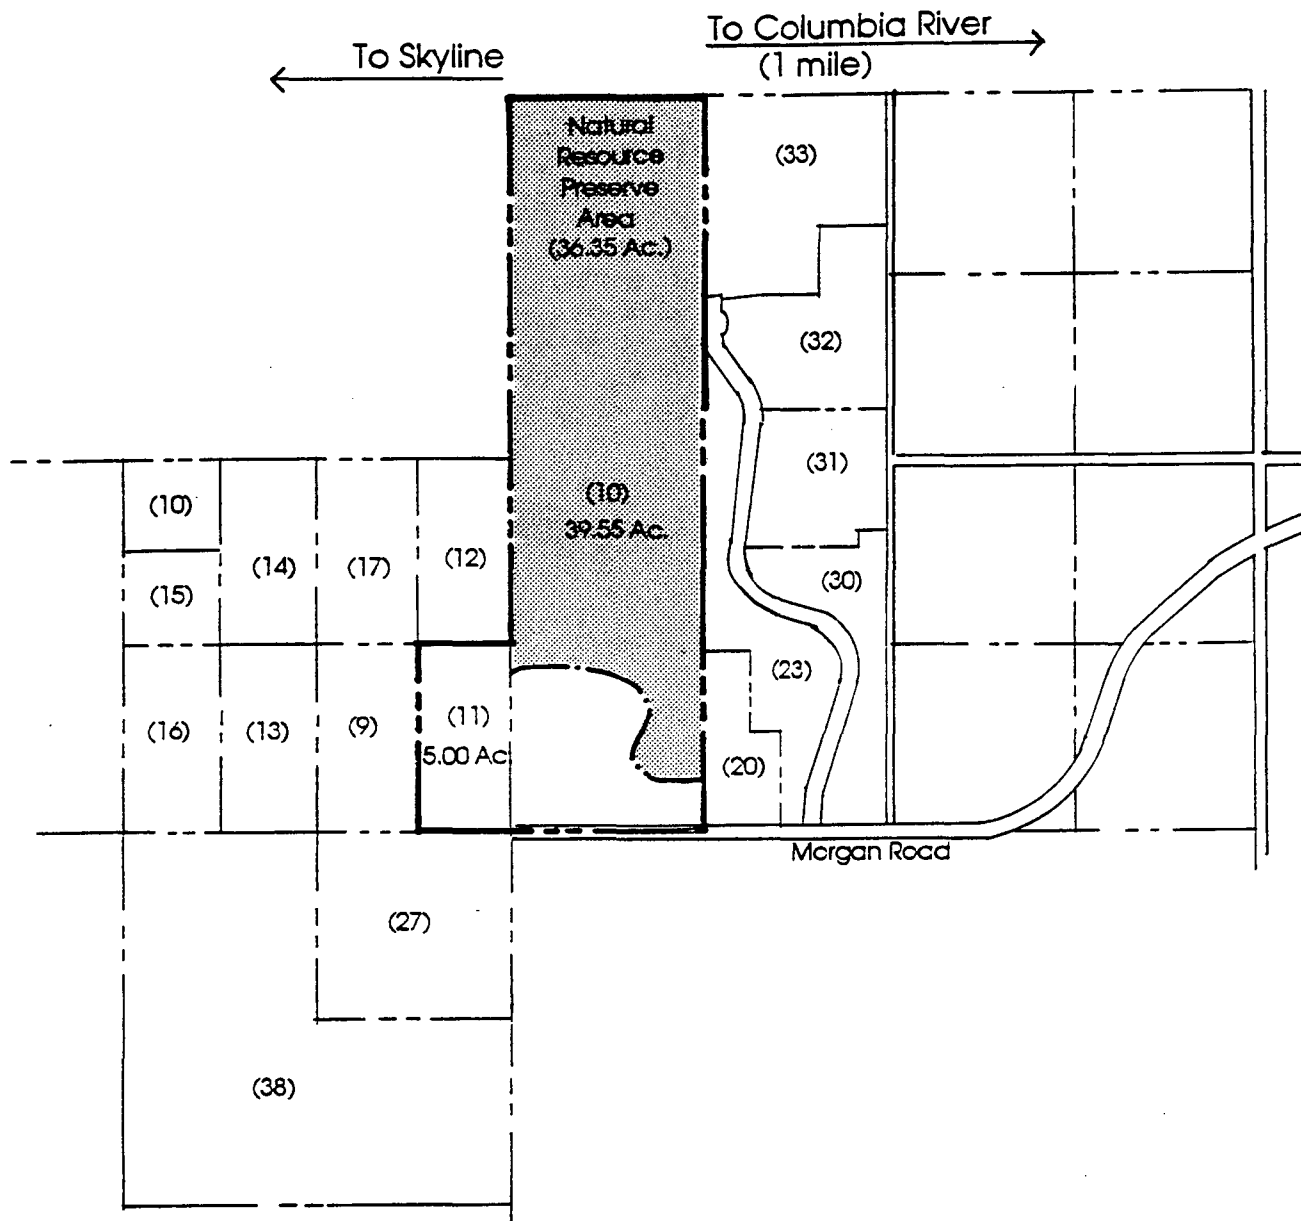 To Skyline
To Columbia River
(1 mile)
Natural
Resource
Preserve
Area
(36.35 Ac.)
(33)
(32)
(31)
(30)
(10)
39.55 Ac.
(10)
(14)
(17)
(12)
(15)
(16)
(13)
(9)
(11)
5.00 Ac
(23)
(20)
Morgan Road
(27)
(38)